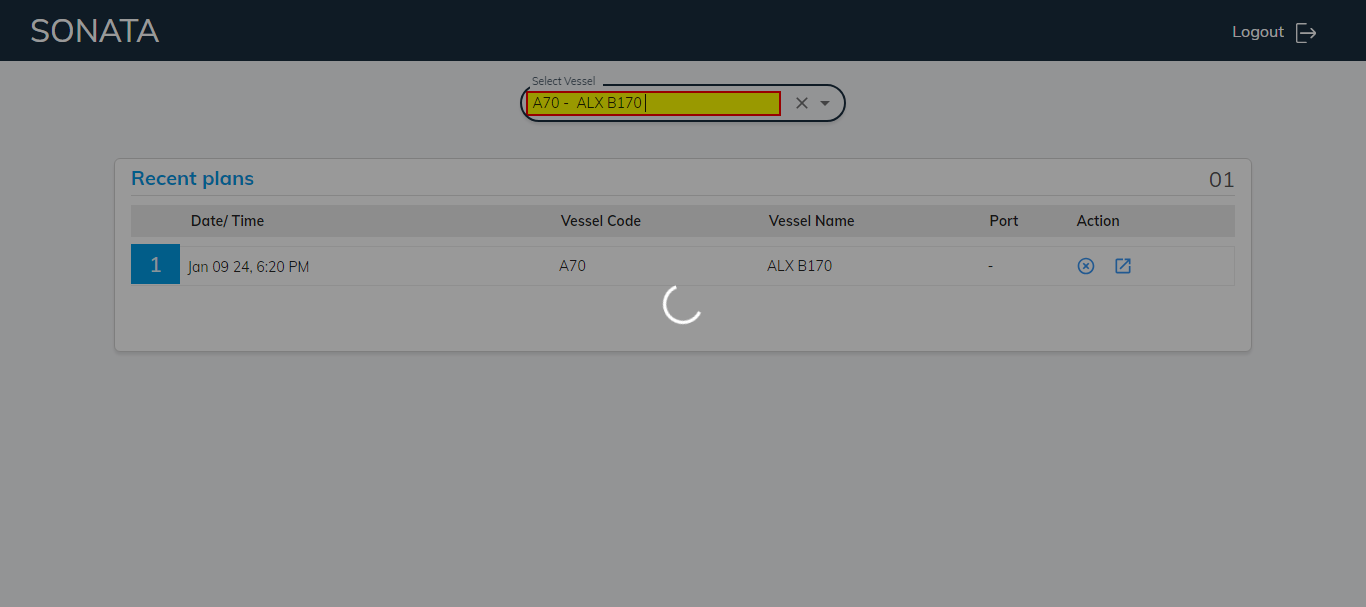 SONATA
Logout
Select Vessel
A70 - ALX B170
Recent plans
01
Date/ Time Vessel Code Vessel Name Port Action
1 Jan 09 24, 6:20 PM A70 ALX B170 -